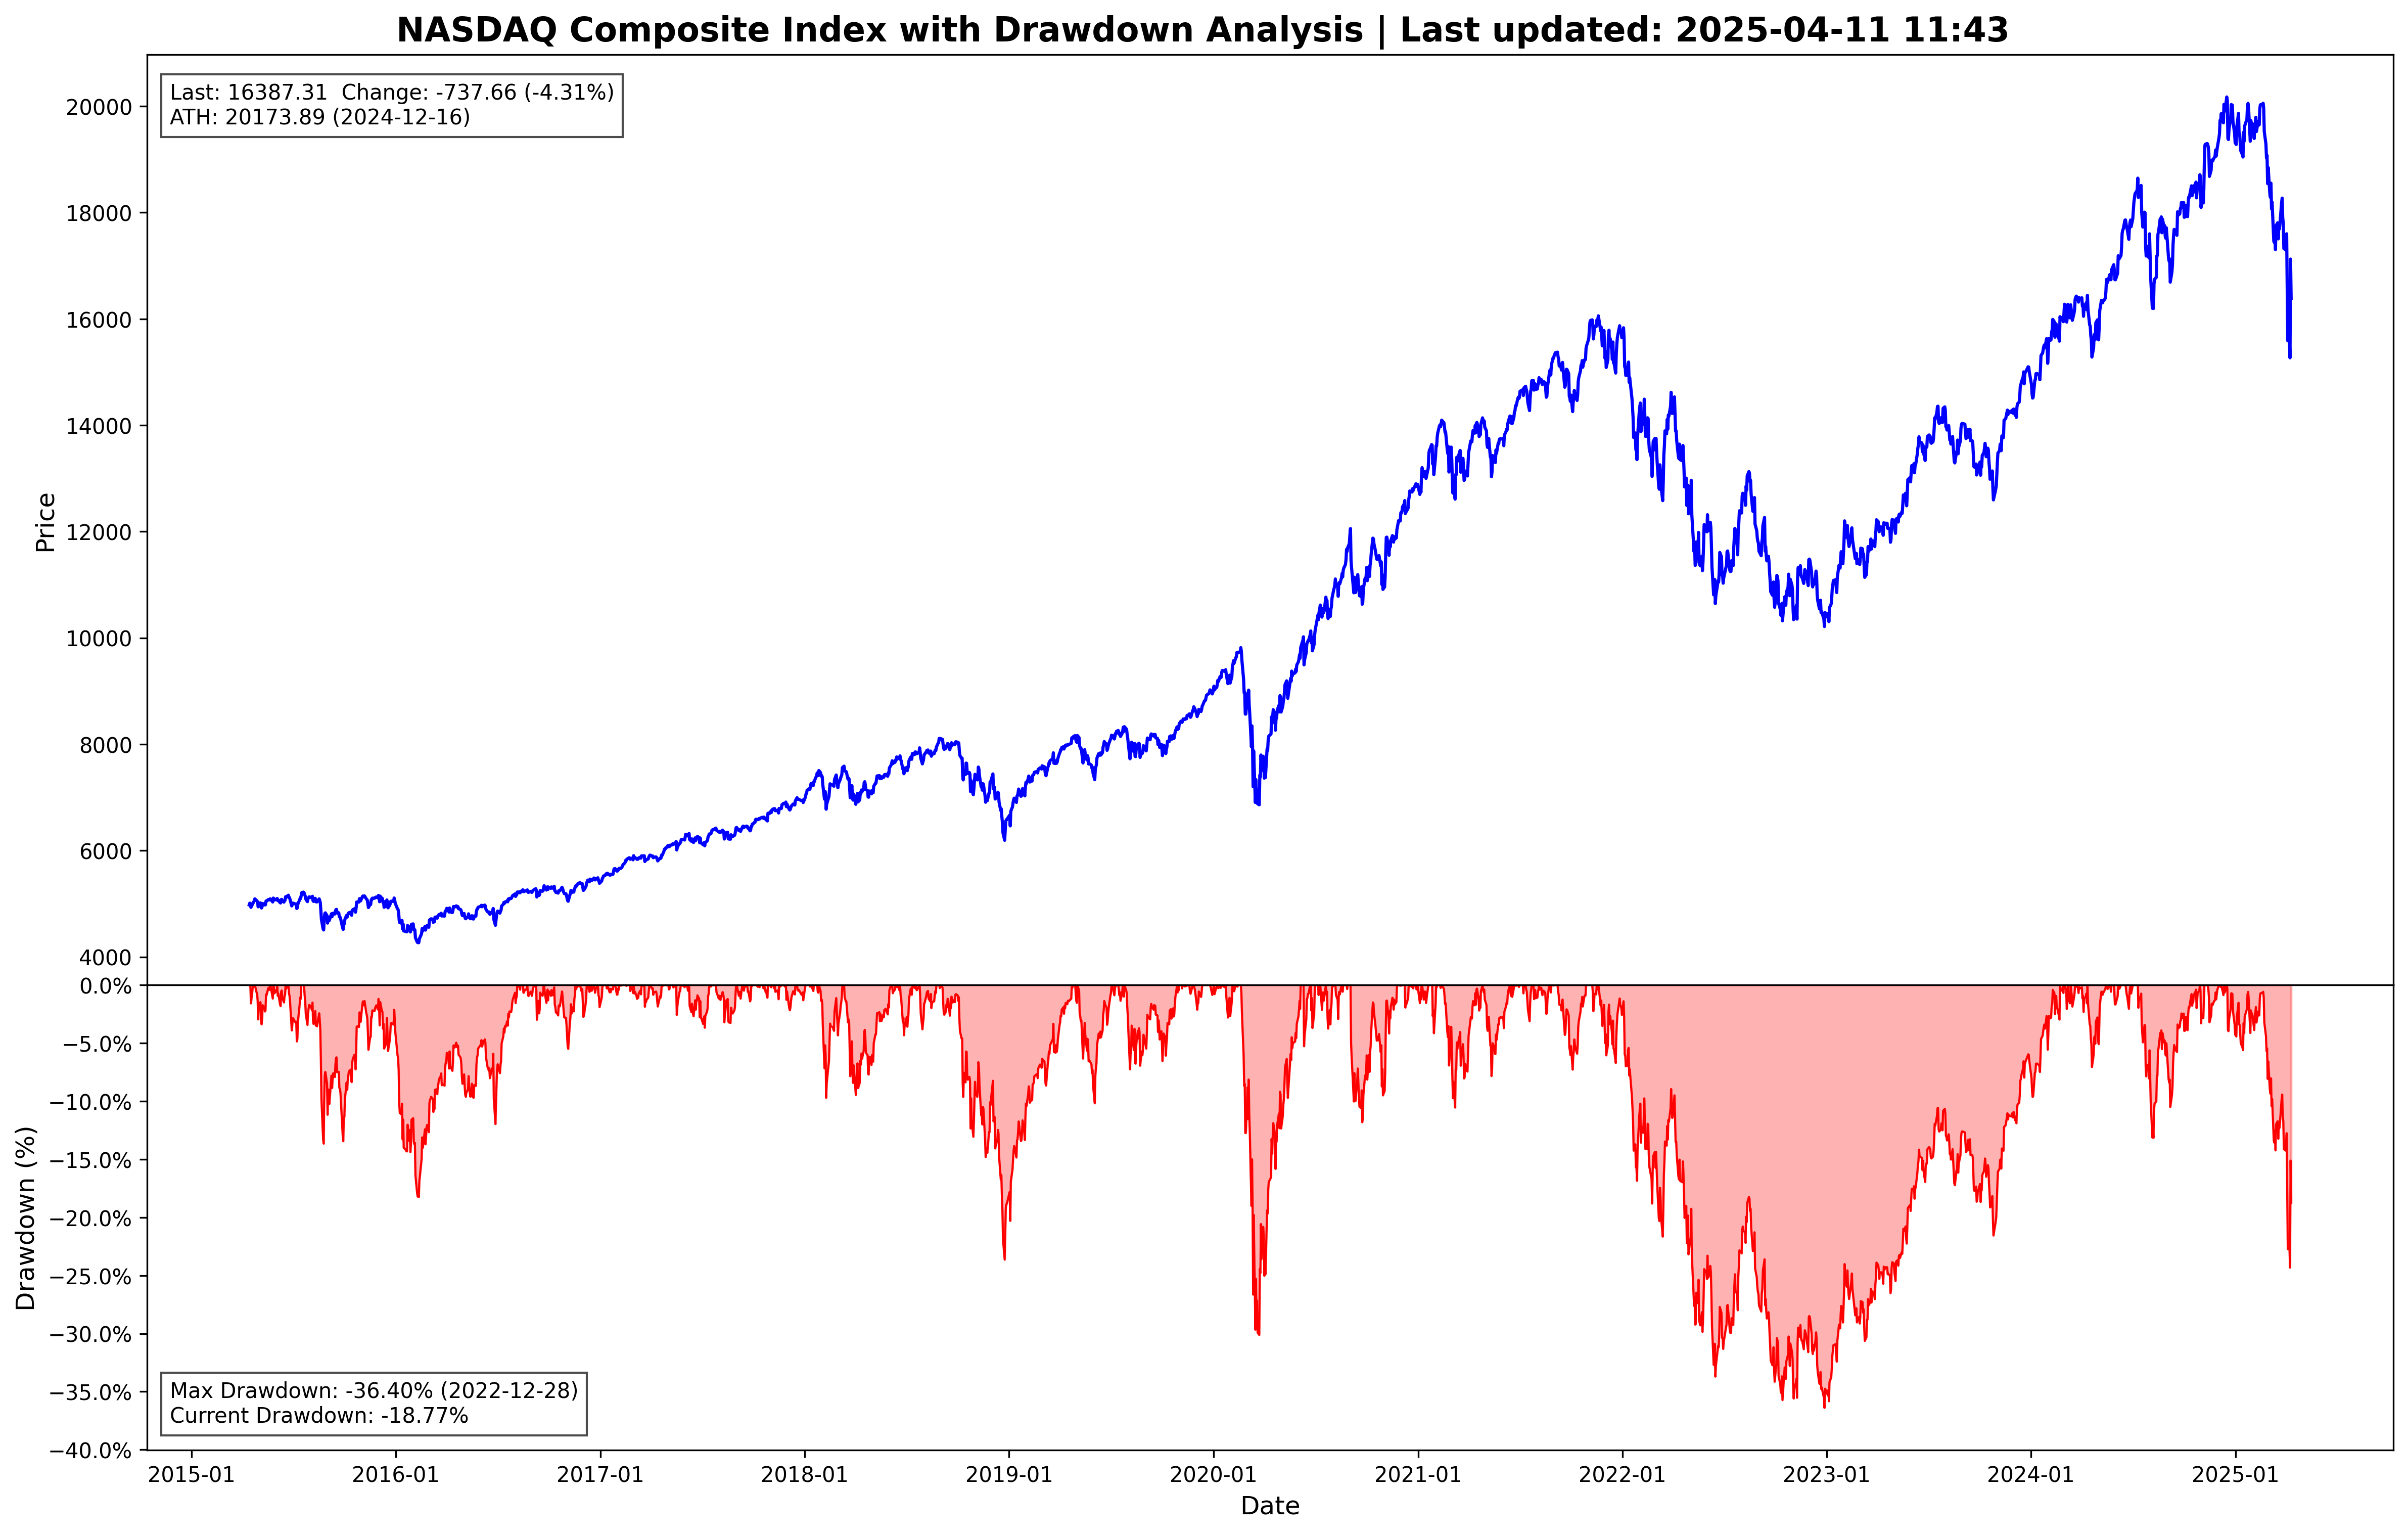 NASDAQ Composite Index with Drawdown Analysis | Last updated: 2025-04-11 11:43
Last: 16387.31  Change: -737.66 (-4.31%)
ATH: 20173.89 (2024-12-16)
Price
20000
18000
16000
14000
12000
10000
8000
6000
4000
Drawdown (%)
0.0%
−5.0%
−10.0%
−15.0%
−20.0%
−25.0%
−30.0%
−35.0%
−40.0%
Max Drawdown: -36.40% (2022-12-28)
Current Drawdown: -18.77%
2015-01 2016-01 2017-01 2018-01 2019-01 2020-01 2021-01 2022-01 2023-01 2024-01 2025-01
Date